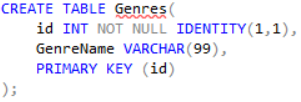 CREATE TABLE Genres(
    id INT NOT NULL IDENTITY(1,1),
    GenreName VARCHAR(99),
    PRIMARY KEY (id)
);